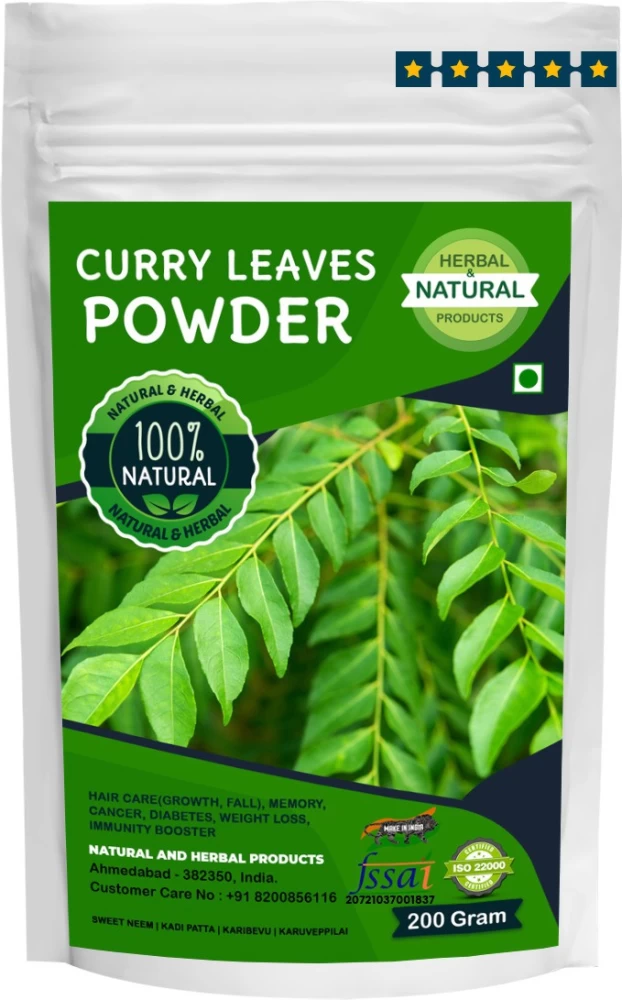 CURRY LEAVES
POWDER
HERBAL
&
NATURAL
PRODUCTS
NATURAL & HERBAL
100%
NATURAL
NATURAL & HERBAL
HAIR CARE(GROWTH, FALL), MEMORY,
CANCER, DIABETES, WEIGHT LOSS,
IMMUNITY BOOSTER
NATURAL AND HERBAL PRODUCTS
Ahmedabad - 382350, India.
Customer Care No : +91 8200856116
SWEET NEEM | KADI PATTA | KARIBEVU | KARUVEPPILAI
MAKE IN INDIA
fssai
20721037001837
CERTIFIED
ISO 22000
CERTIFIED
200 Gram